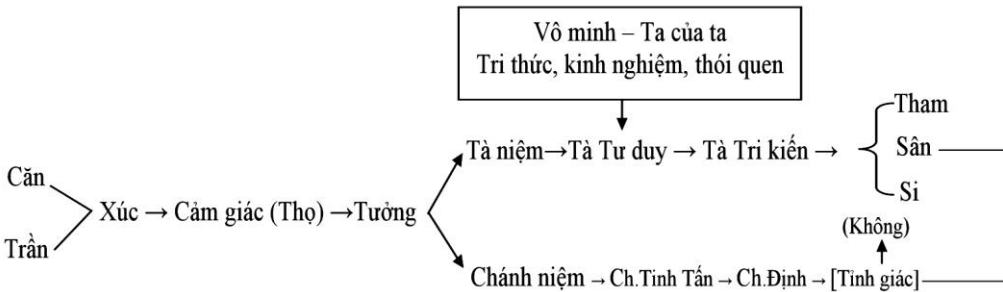 Vô minh – Ta của ta
Tri thức, kinh nghiệm, thói quen
Tham
Tà niệm→Tà Tư duy → Tà Tri kiến →
Sân
Căn
Si
Xúc → Cảm giác (Thọ) →Tưởng
(Không)
Trần
Chánh niệm → Ch.Tinh Tấn → Ch.Định → [Tỉnh giác]